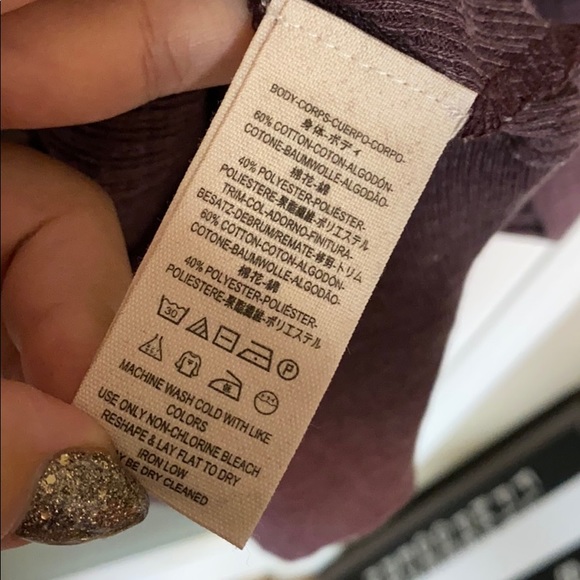 BODY-CORPS-CUERPO-CORPO-
身体-ボディ
60% COTTON-COTON-ALGODÓN-
COTONE-BAUMWOLLE-ALGODÃO-
棉花-綿
40% POLYESTER-POLIÉSTER-
POLIESTERE-聚酯纖維-ポリエステル
TRIM-COL-ADORNO-FINITURA-
BESATZ-DEBRUM/REMATE-修剪-トリム
60% COTTON-COTON-ALGODÓN-
COTONE-BAUMWOLLE-ALGODÃO-
棉花-綿
40% POLYESTER-POLIÉSTER-
POLIESTERE-聚酯纖維-ポリエステル
30
P
MACHINE WASH COLD WITH LIKE
COLORS
USE ONLY NON-CHLORINE BLEACH
RESHAPE & LAY FLAT TO DRY
IRON LOW
BE DRY CLEANED